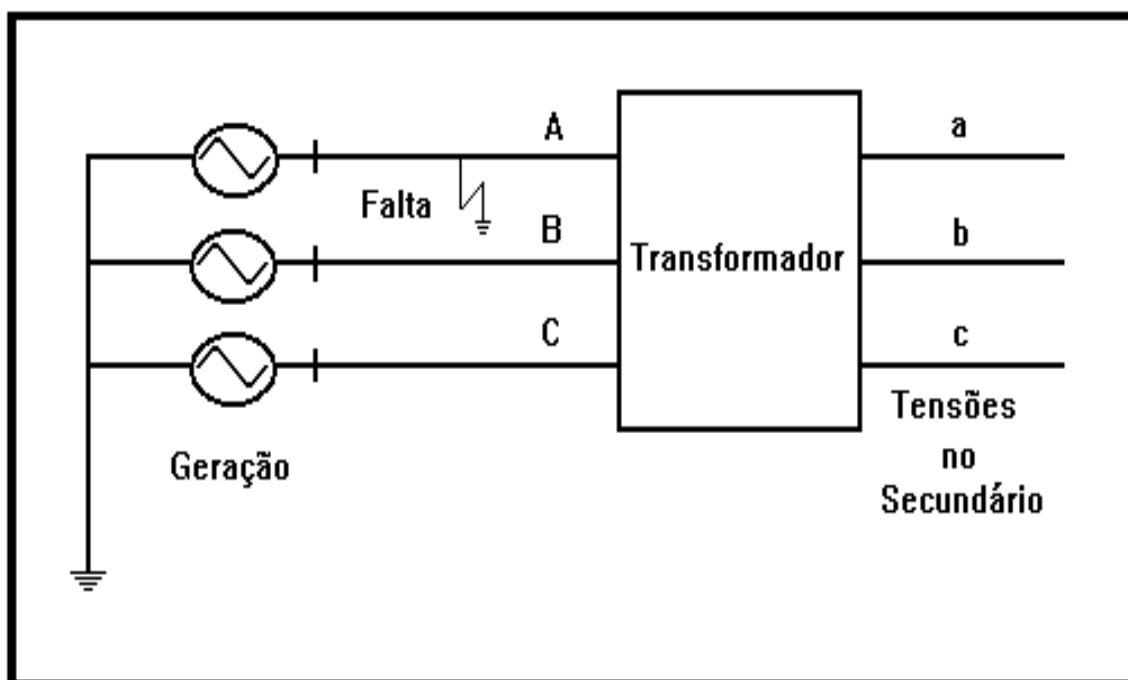 A
a
Falta
B
b
Transformador
C
c
Geração
Tensões
no
Secundário